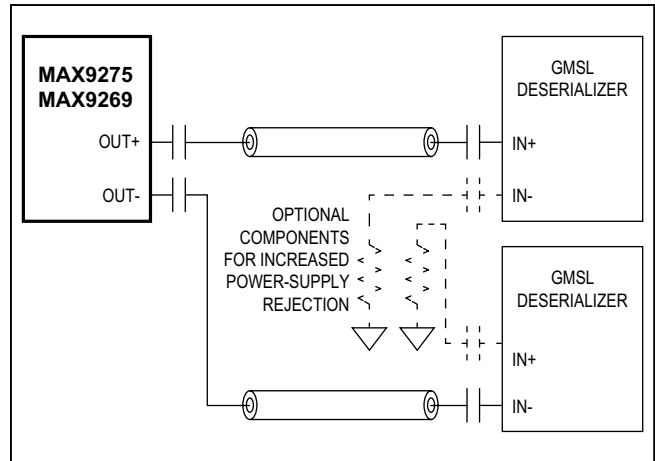 MAX9275
MAX9269
OUT+
OUT-
GMSL
DESERIALIZER
IN+
IN-
OPTIONAL
COMPONENTS
FOR INCREASED
POWER-SUPPLY
REJECTION
GMSL
DESERIALIZER
IN+
IN-